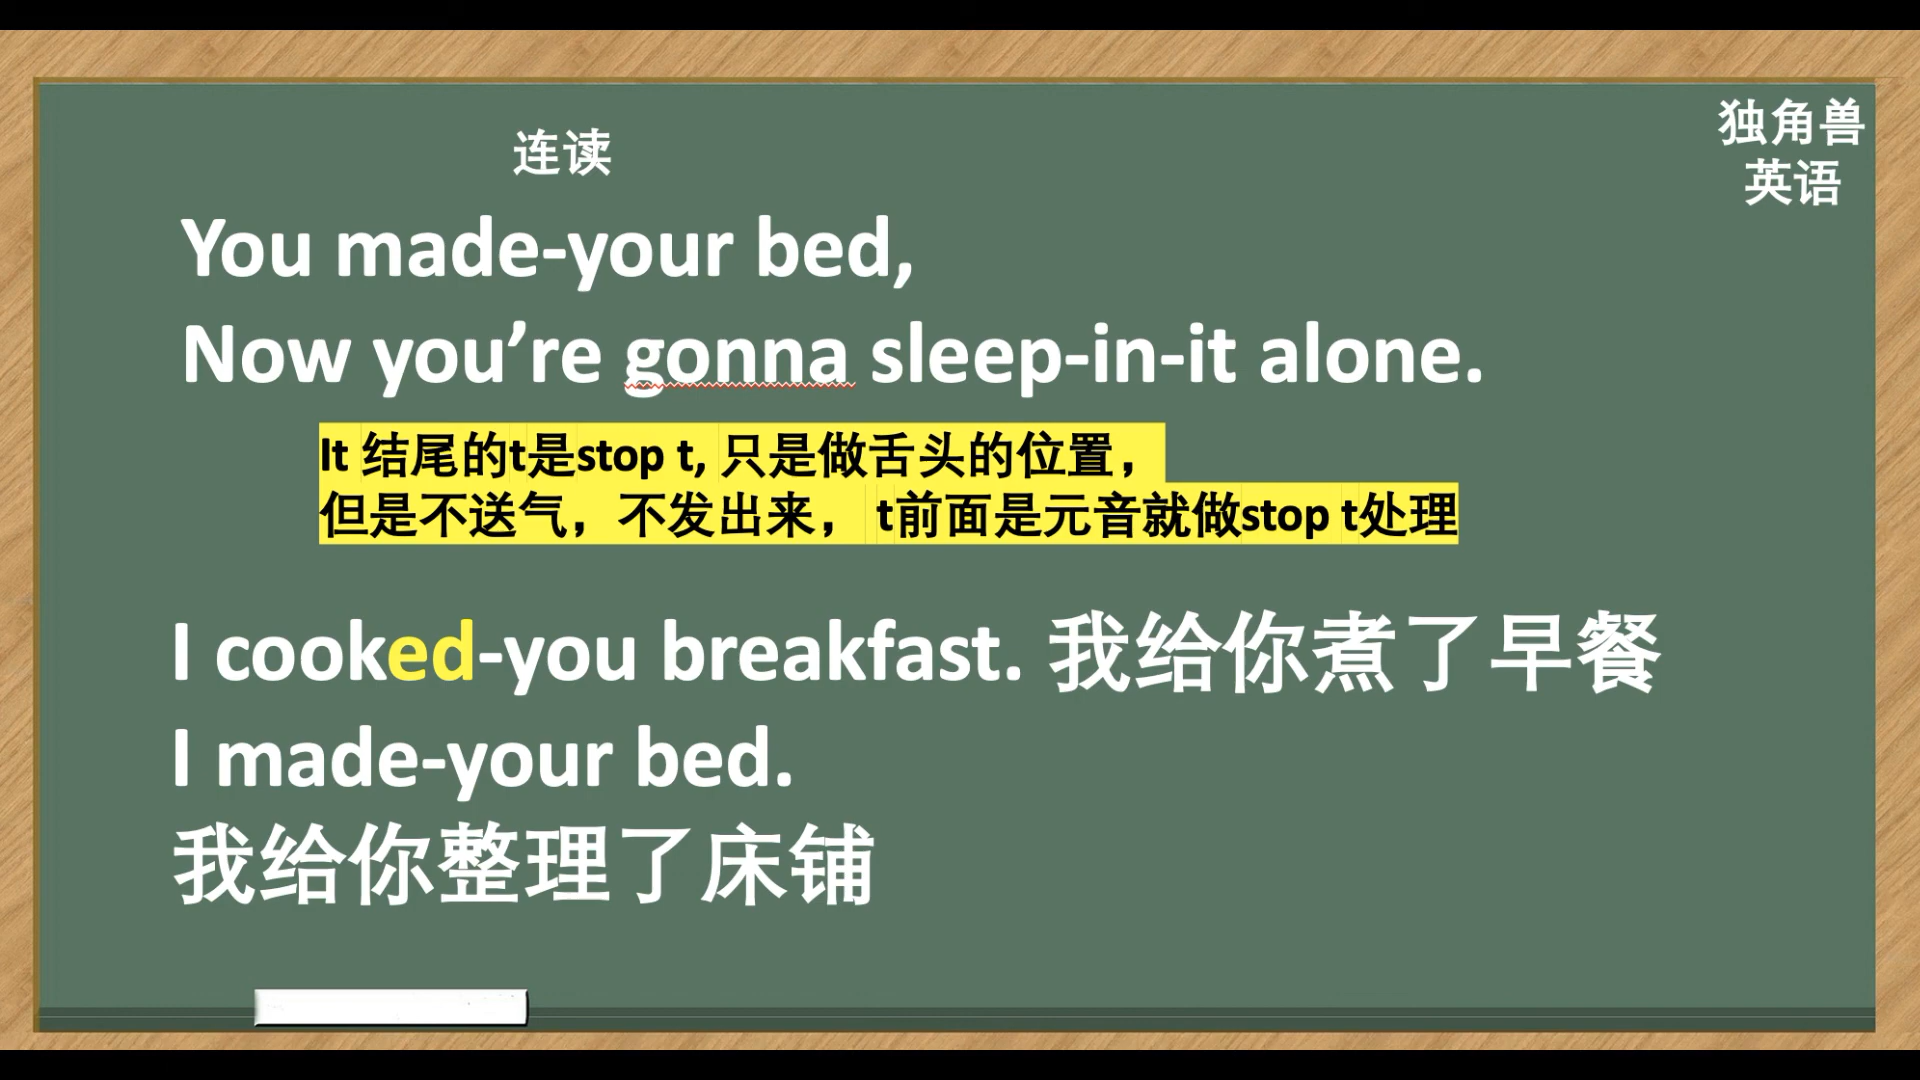 连读
独角兽
英语
You made-your bed,
Now you’re gonna sleep-in-it alone.
It 结尾的t是stop t, 只是做舌头的位置，
但是不送气，不发出来， t前面是元音就做stop t处理
I cooked-you breakfast. 我给你煮了早餐
I made-your bed.
我给你整理了床铺